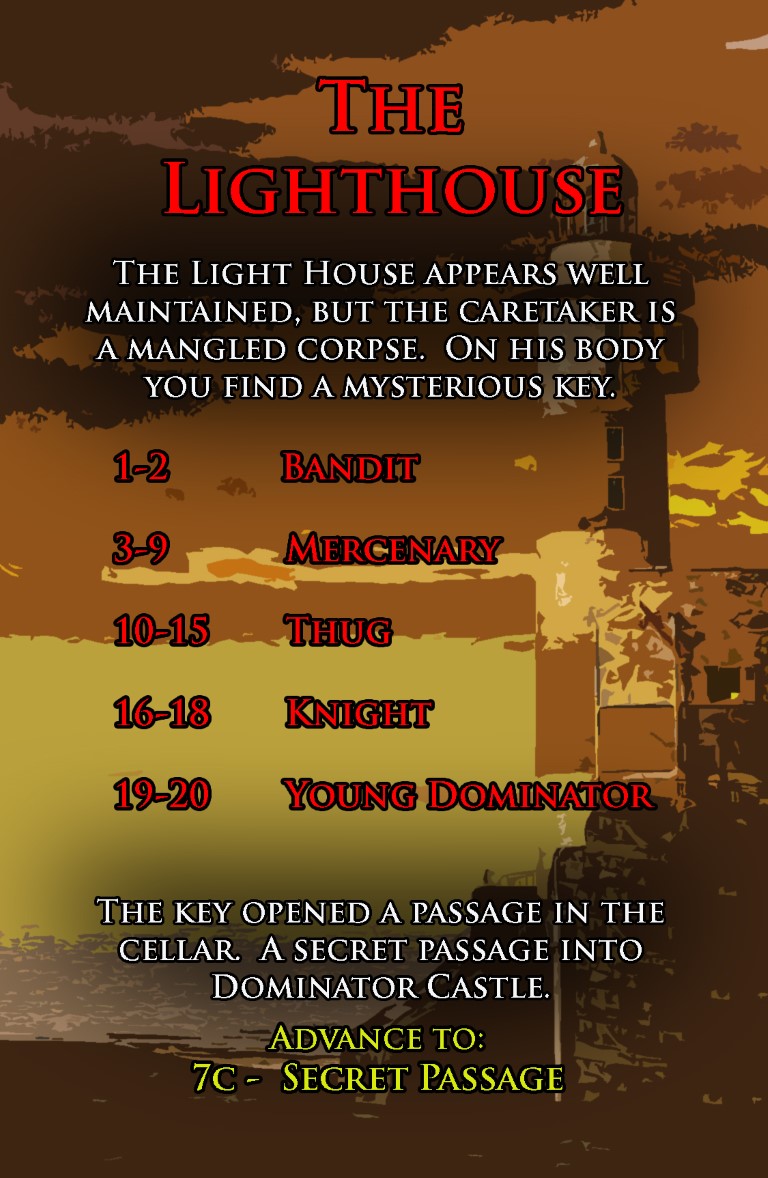 The
Lighthouse
The Light House appears well
maintained, but the caretaker is
a mangled corpse.  On his body
you find a mysterious key.
1-2 Bandit
3-9 Mercenary
10-15 Thug
16-18 Knight
19-20 Young Dominator
The key opened a passage in the
cellar.  A secret passage into
Dominator Castle.
Advance to:
7c -  Secret Passage